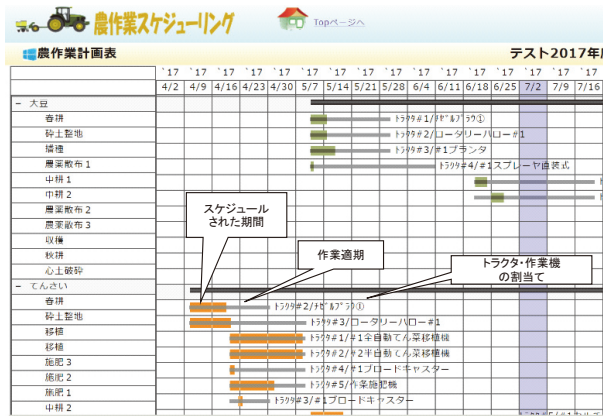 農作業スケジューリング Topページへ
農作業計画表 テスト2017年
'17 '17 '17 '17 '17 '17 '17 '17 '17 '17 '17 '17 '17 '17 '17 '17
4/2 4/9 4/16 4/23 4/30 5/7 5/14 5/21 5/28 6/4 6/11 6/18 6/25 7/2 7/9 7/16
− 大豆
春耕 トラクタ#1/チゼルプラウ①
砕土整地 トラクタ#2/ロータリーハロー#1
播種 トラクタ#3/#1プランタ
農薬散布1 トラクタ#4/#1スプレーヤ直装式
中耕1
中耕2
農薬散布2
農薬散布3
収穫
秋耕
心土破砕
スケジュール
された期間
作業適期
トラクタ・作業機
の割当て
− てんさい
春耕 トラクタ#2/チゼルプラウ①
砕土整地 トラクタ#3/ロータリーハロー#1
移植 トラクタ#1/#1全自動てん菜移植機
移植 トラクタ#2/#2半自動てん菜移植機
施肥3 トラクタ#4/#1ブロードキャスター
施肥2 トラクタ#5/作条施肥機
施肥1 トラクタ#3/#1ブロードキャスター
中耕2